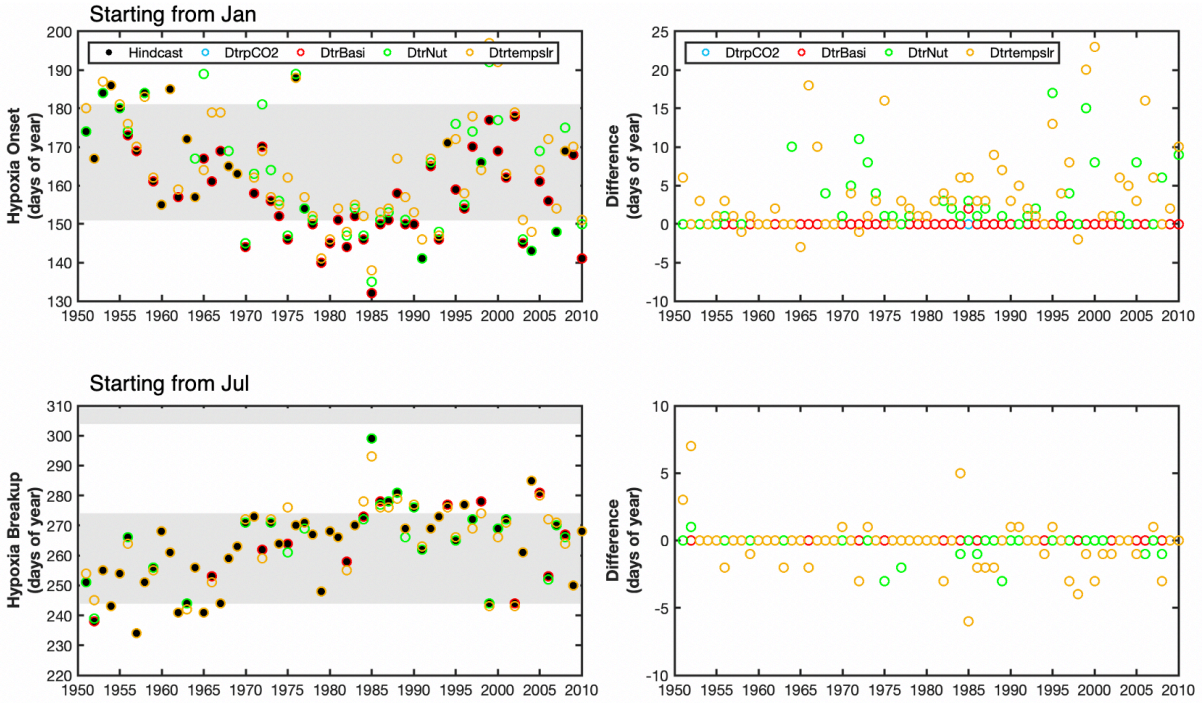 Starting from Jan
Hypoxia Onset
(days of year)
200
190
180
170
160
150
140
130
Hindcast DtrpCO2 DtrBasi DtrNut Dtrtempslr
1950 1955 1960 1965 1970 1975 1980 1985 1990 1995 2000 2005 2010
Difference
(days of year)
25
20
15
10
5
0
-5
-10
DtrpCO2 DtrBasi DtrNut Dtrtempslr
1950 1955 1960 1965 1970 1975 1980 1985 1990 1995 2000 2005 2010
Starting from Jul
Hypoxia Breakup
(days of year)
310
300
290
280
270
260
250
240
230
220
1950 1955 1960 1965 1970 1975 1980 1985 1990 1995 2000 2005 2010
Difference
(days of year)
10
5
0
-5
-10
1950 1955 1960 1965 1970 1975 1980 1985 1990 1995 2000 2005 2010